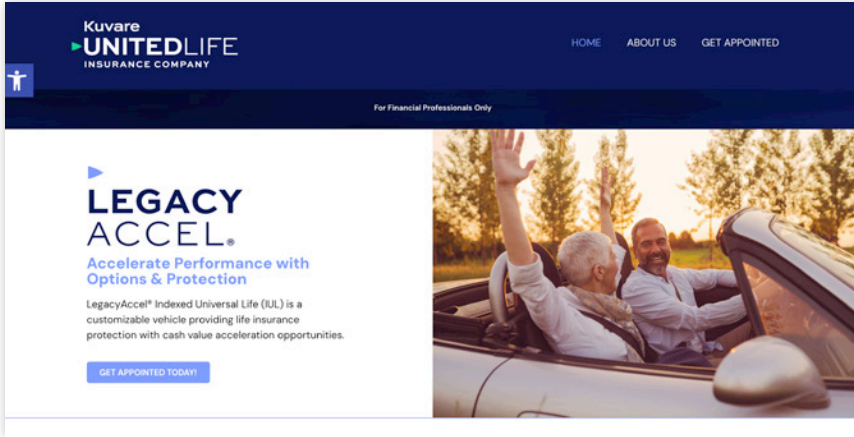 Kuvare
UNITEDLIFE
INSURANCE COMPANY
HOME ABOUT US GET APPOINTED
For Financial Professionals Only
LEGACY
ACCEL®
Accelerate Performance with
Options & Protection
LegacyAccel® Indexed Universal Life (IUL) is a
customizable vehicle providing life insurance
protection with cash value acceleration opportunities.
GET APPOINTED TODAY!